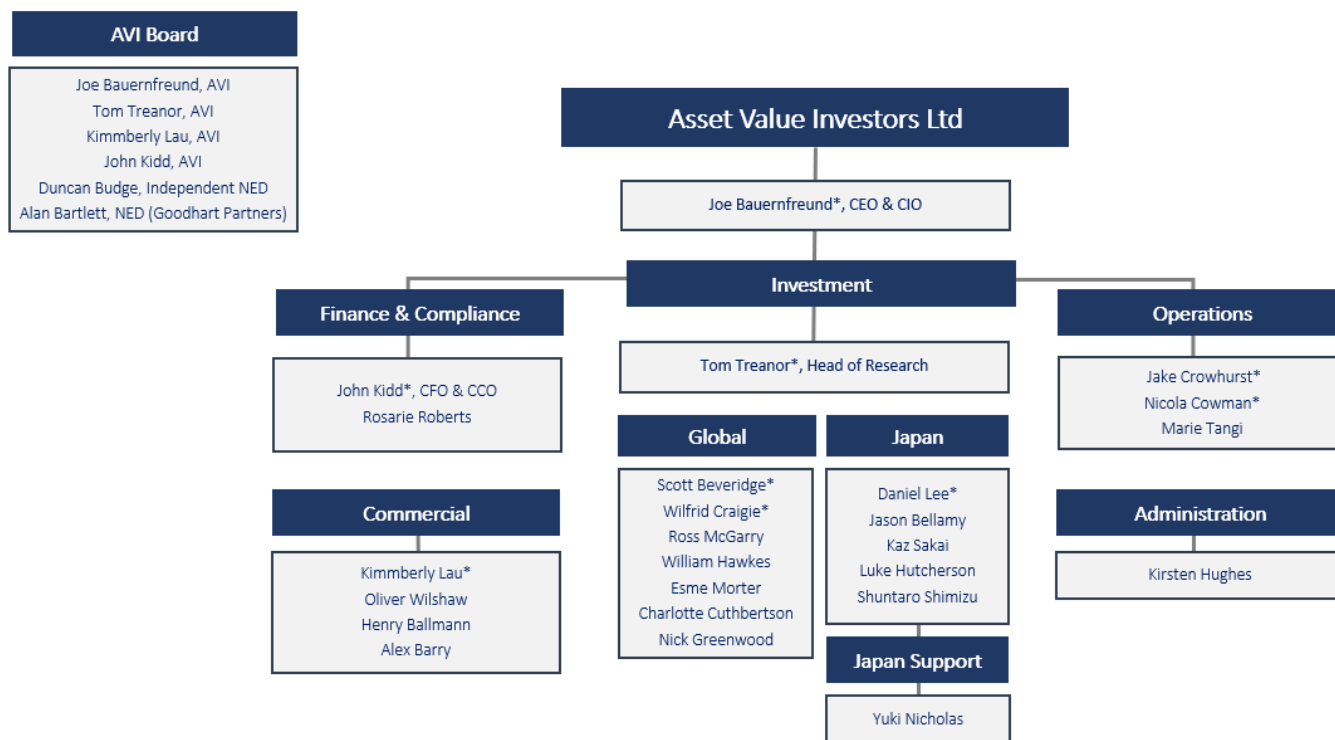 AVI Board
Joe Bauernfreund, AVI
Tom Treanor, AVI
Kimmberly Lau, AVI
John Kidd, AVI
Duncan Budge, Independent NED
Alan Bartlett, NED (Goodhart Partners)
Asset Value Investors Ltd
Joe Bauernfreund*, CEO & CIO
Investment
Finance & Compliance
Operations
Tom Treanor*, Head of Research
John Kidd*, CFO & CCO
Rosarie Roberts
Jake Crowhurst*
Nicola Cowman*
Marie Tangi
Global
Japan
Scott Beveridge*
Wilfrid Craigie*
Ross McGarry
William Hawkes
Esme Morter
Charlotte Cuthbertson
Nick Greenwood
Daniel Lee*
Jason Bellamy
Kaz Sakai
Luke Hutcherson
Shuntaro Shimizu
Commercial
Administration
Kimmberly Lau*
Oliver Wilshaw
Henry Ballmann
Alex Barry
Kirsten Hughes
Japan Support
Yuki Nicholas